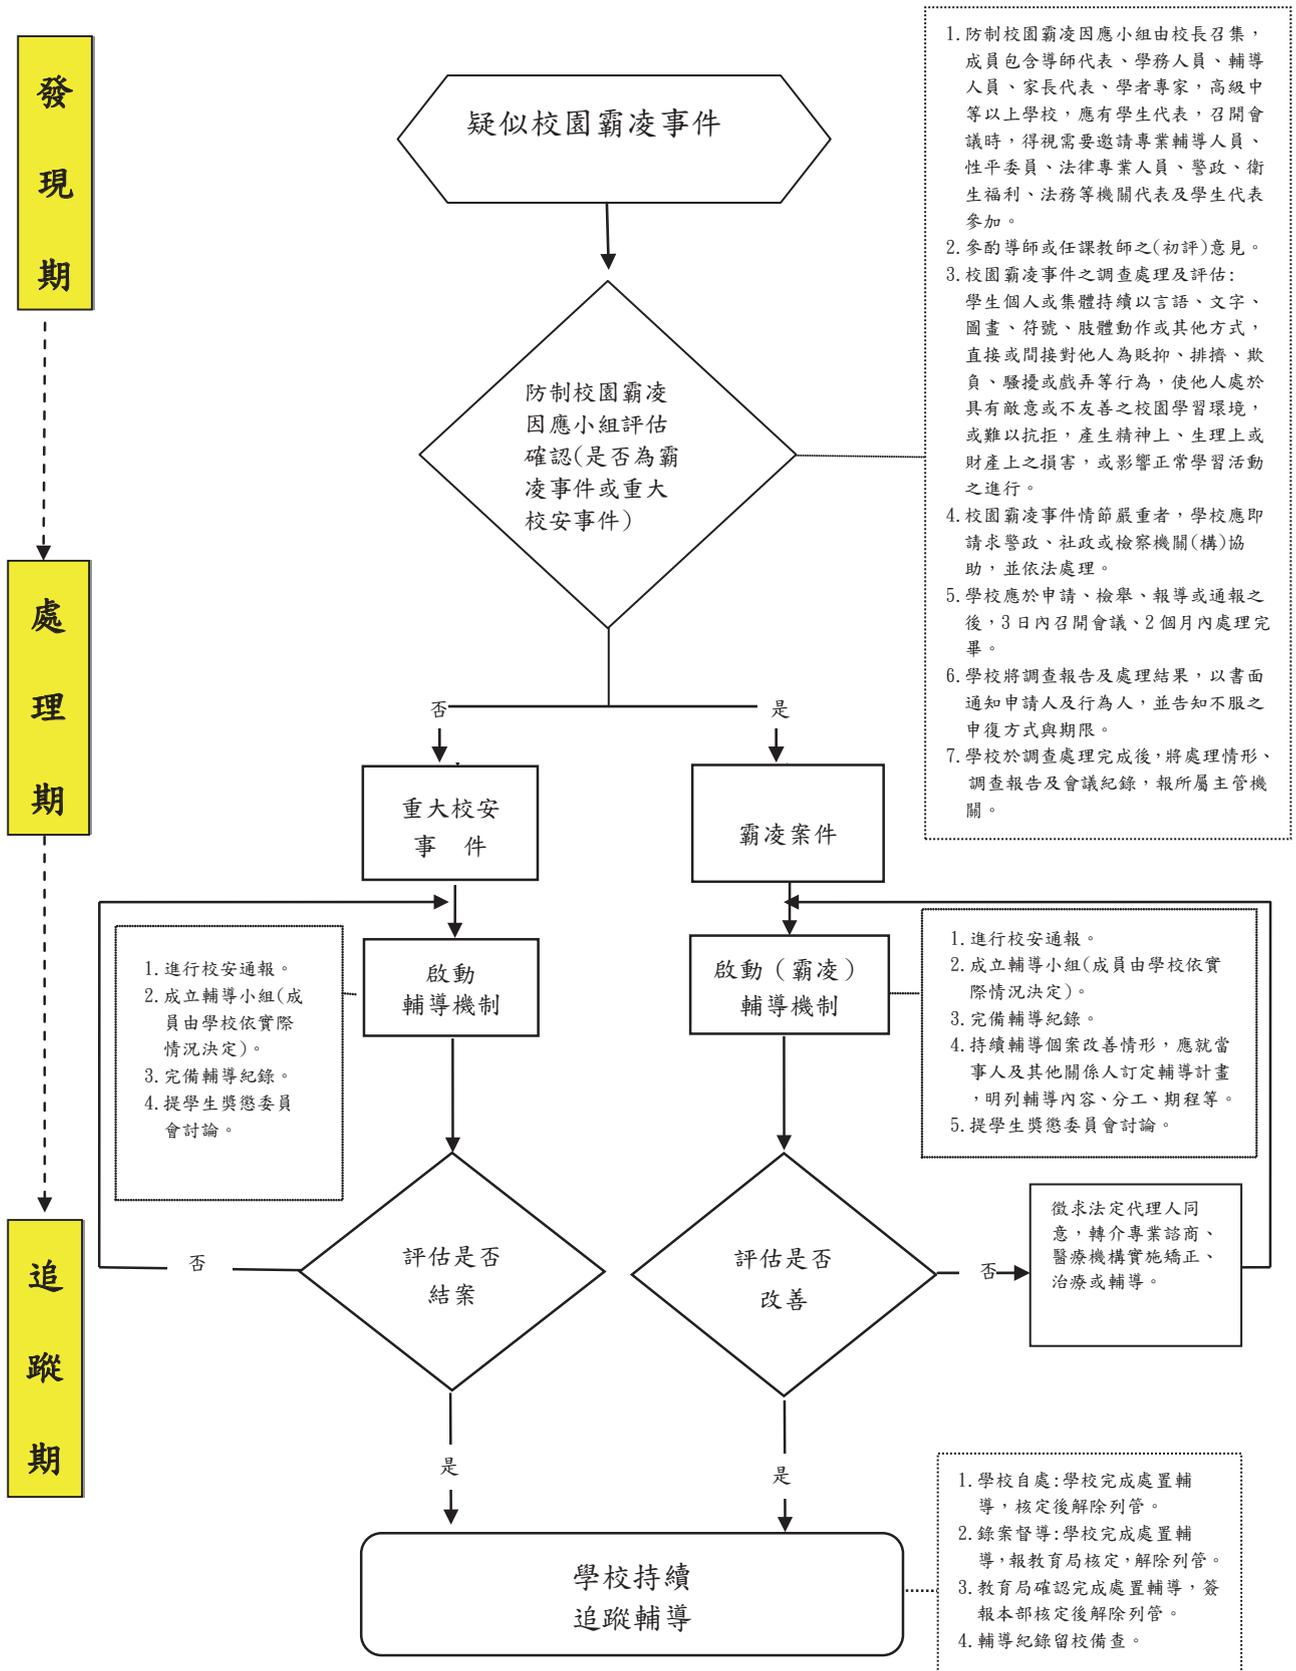 發
現
期
處
理
期
追
蹤
期
疑似校園霸凌事件
防制校園霸凌
因應小組評估
確認(是否為霸
凌事件或重大
校安事件)
1.防制校園霸凌因應小組由校長召集，
成員包含導師代表、學務人員、輔導
人員、家長代表、學者專家，高級中
等以上學校，應有學生代表，召開會
議時，得視需要邀請專業輔導人員、
性平委員、法律專業人員、警政、衛
生福利、法務等機關代表及學生代表
參加。
2.參酌導師或任課教師之(初評)意見。
3.校園霸凌事件之調查處理及評估:
學生個人或集體持續以言語、文字、
圖畫、符號、肢體動作或其他方式，
直接或間接對他人為貶抑、排擠、欺
負、騷擾或戲弄等行為，使他人處於
具有敵意或不友善之校園學習環境，
或難以抗拒，產生精神上、生理上或
財產上之損害，或影響正常學習活動
之進行。
4.校園霸凌事件情節嚴重者，學校應即
請求警政、社政或檢察機關(構)協
助，並依法處理。
5.學校應於申請、檢舉、報導或通報之
後，3日內召開會議、2個月內處理完
畢。
6.學校將調查報告及處理結果，以書面
通知申請人及行為人，並告知不服之
申復方式與期限。
7.學校於調查處理完成後，將處理情形、
調查報告及會議紀錄，報所屬主管機
關。
否
是
重大校安
事　件
霸凌案件
1.進行校安通報。
2.成立輔導小組(成
員由學校依實際
情況決定)。
3.完備輔導紀錄。
4.提學生獎懲委員
會討論。
啟動
輔導機制
啟動（霸凌）
輔導機制
1.進行校安通報。
2.成立輔導小組(成員由學校依實
際情況決定)。
3.完備輔導紀錄。
4.持續輔導個案改善情形，應就當
事人及其他關係人訂定輔導計畫
，明列輔導內容、分工、期程等。
5.提學生獎懲委員會討論。
否
評估是否
結案
評估是否
改善
否
徵求法定代理人同
意，轉介專業諮商、
醫療機構實施矯正、
治療或輔導。
是
是
學校持續
追蹤輔導
1.學校自處:學校完成處置輔
導，核定後解除列管。
2.錄案督導:學校完成處置輔
導，報教育局核定，解除列管。
3.教育局確認完成處置輔導，簽
報本部核定後解除列管。
4.輔導紀錄留校備查。